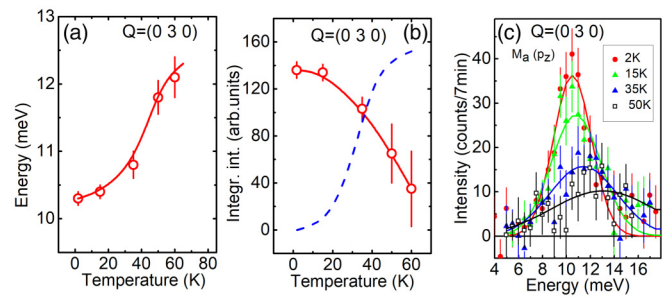 (a) Q=(0 3 0)
Energy (meV)
12
11
10
0 20 40 60 80
Temperature (K)
(b) Q=(0 3 0)
Integr. int. (arb.units)
160
120
80
40
0
0 20 40 60
Temperature (K)
(c) Q=(0 3 0)
Ma (pz)
2K
15K
35K
50K
Intensity (counts/7min)
40
30
20
10
0
4 6 8 10 12 14 16
Energy (meV)